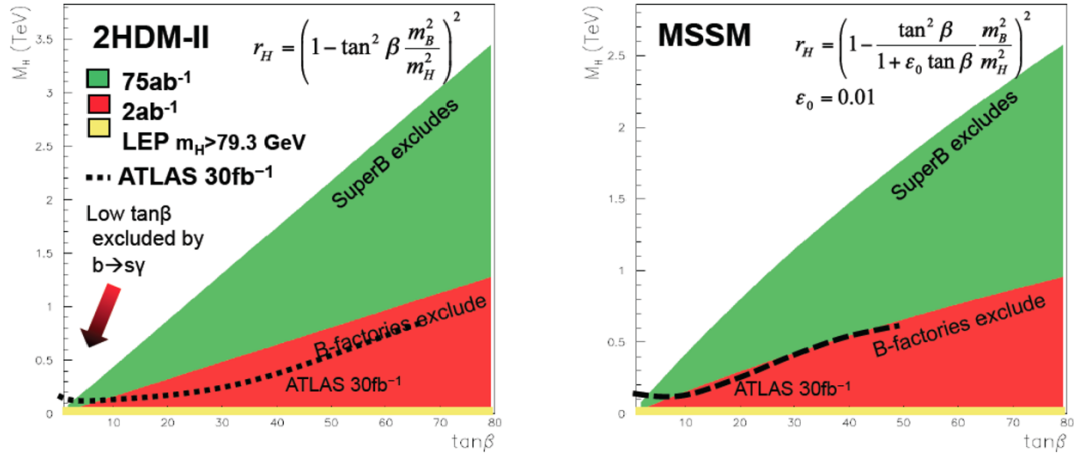 2HDM-II
r_H = (1 − tan² β m_B²/m_H²)²
75ab⁻¹
2ab⁻¹
LEP m_H>79.3 GeV
ATLAS 30fb⁻¹
Low tanβ
excluded by
b→sγ
SuperB excludes
B-factories exclude
ATLAS 30fb⁻¹
M_H (TeV)
3.5
3
2.5
2
1.5
1
0.5
0
10 20 30 40 50 60 70 80
tanβ
MSSM
r_H = (1 − tan² β/(1 + ε₀ tan β) m_B²/m_H²)²
ε₀ = 0.01
SuperB excludes
B-factories exclude
ATLAS 30fb⁻¹
M_H (TeV)
2.5
2
1.5
1
0.5
0
10 20 30 40 50 60 70 80
tanβ